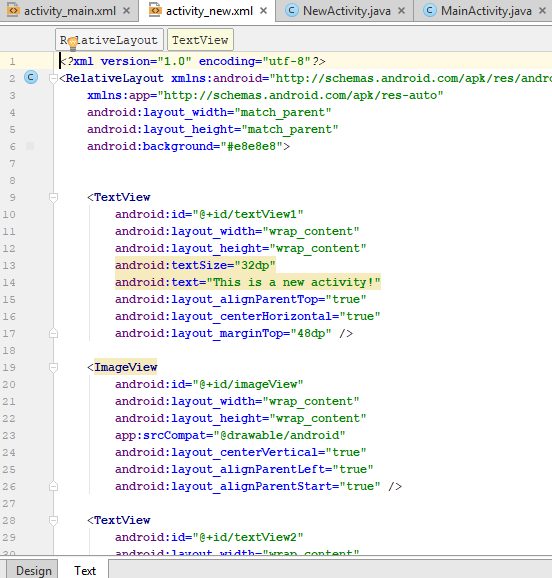 activity_main.xml × activity_new.xml × NewActivity.java × MainActivity.java ×
RelativeLayout TextView
1 <?xml version="1.0" encoding="utf-8"?>
2 C <RelativeLayout xmlns:android="http://schemas.android.com/apk/res/andro
3 xmlns:app="http://schemas.android.com/apk/res-auto"
4 android:layout_width="match_parent"
5 android:layout_height="match_parent"
6 android:background="#e8e8e8">
7
8
9 <TextView
10 android:id="@+id/textView1"
11 android:layout_width="wrap_content"
12 android:layout_height="wrap_content"
13 android:textSize="32dp"
14 android:text="This is a new activity!"
15 android:layout_alignParentTop="true"
16 android:layout_centerHorizontal="true"
17 android:layout_marginTop="48dp" />
18
19 <ImageView
20 android:id="@+id/imageView"
21 android:layout_width="wrap_content"
22 android:layout_height="wrap_content"
23 app:srcCompat="@drawable/android"
24 android:layout_centerVertical="true"
25 android:layout_alignParentLeft="true"
26 android:layout_alignParentStart="true" />
27
28 <TextView
29 android:id="@+id/textView2"
30 android:layout_width="wrap_content"
Design Text